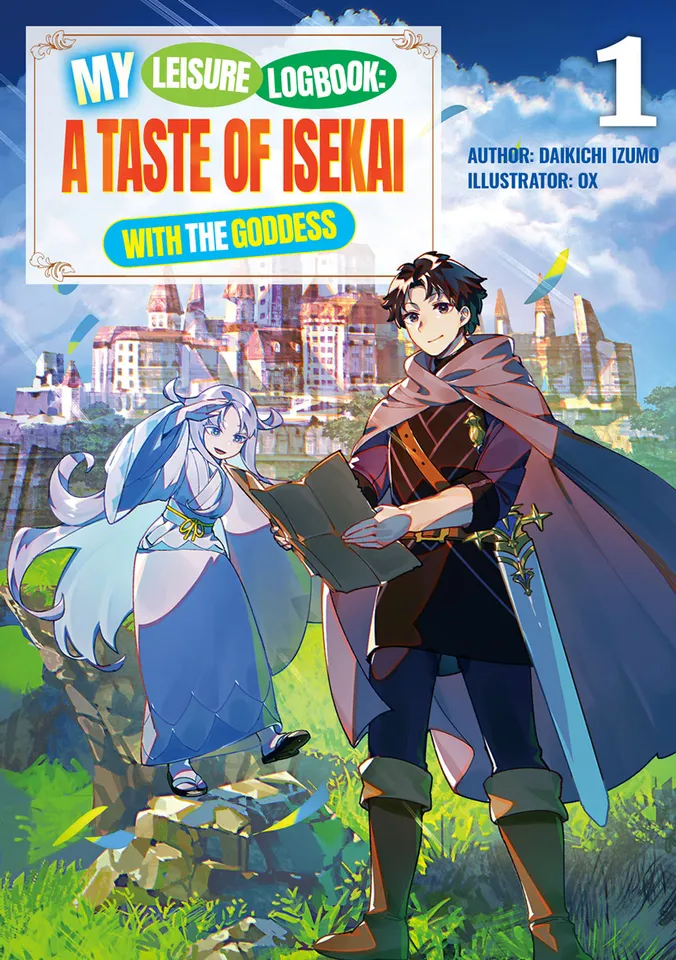 MY LEISURE LOGBOOK:
A TASTE OF ISEKAI
WITH THE GODDESS
1
AUTHOR: DAIKICHI IZUMO
ILLUSTRATOR: OX